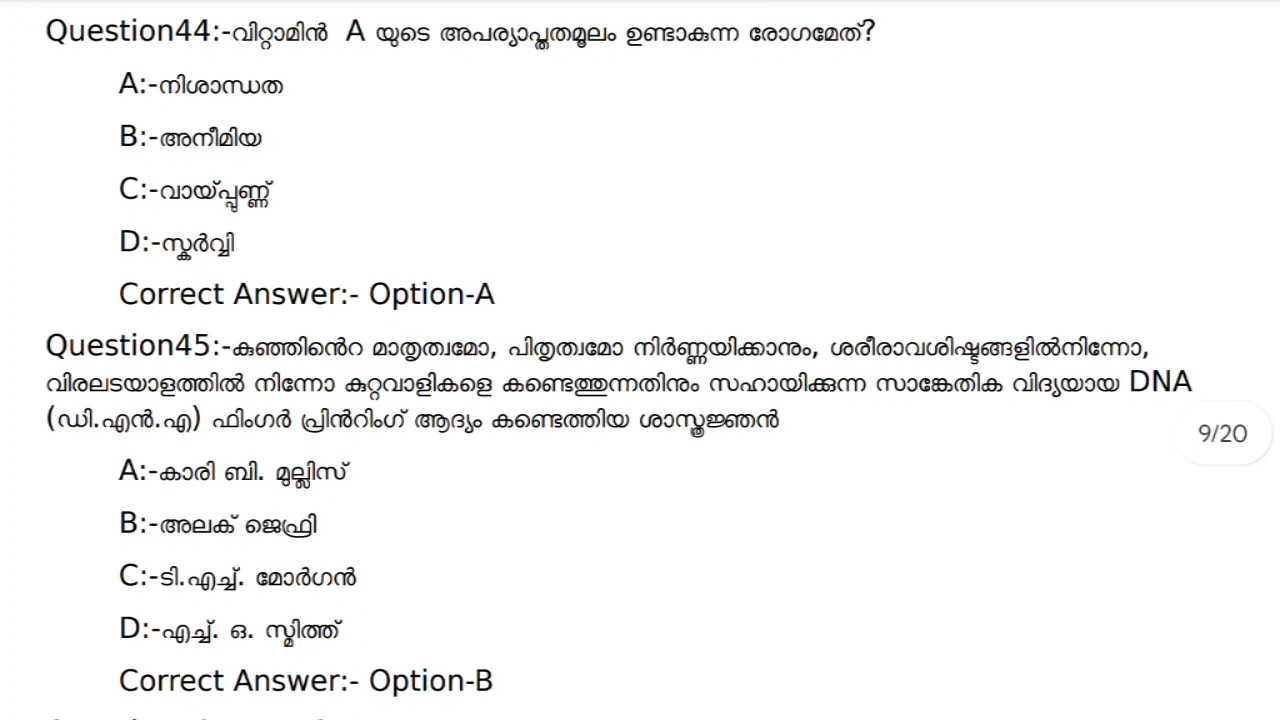 Question44:-വിറ്റാമിൻ A യുടെ അപര്യാപ്തതമൂലം ഉണ്ടാകുന്ന രോഗമേത്?
A:-നിശാന്ധത
B:-അനീമിയ
C:-വായ്പ്പുണ്ണ്
D:-സ്കർവ്വി
Correct Answer:- Option-A
Question45:-കുഞ്ഞിൻെറ മാതൃത്വമോ, പിതൃത്വമോ നിർണ്ണയിക്കാനും, ശരീരാവശിഷ്ടങ്ങളിൽനിന്നോ,
വിരലടയാളത്തിൽ നിന്നോ കുറ്റവാളികളെ കണ്ടെത്തുന്നതിനും സഹായിക്കുന്ന സാങ്കേതിക വിദ്യയായ DNA
(ഡി.എൻ.എ) ഫിംഗർ പ്രിൻറിംഗ് ആദ്യം കണ്ടെത്തിയ ശാസ്ത്രജ്ഞൻ
9/20
A:-കാരി ബി. മുല്ലിസ്
B:-അലക് ജെഫ്രി
C:-ടി.എച്ച്. മോർഗൻ
D:-എച്ച്. ഒ. സ്മിത്ത്
Correct Answer:- Option-B